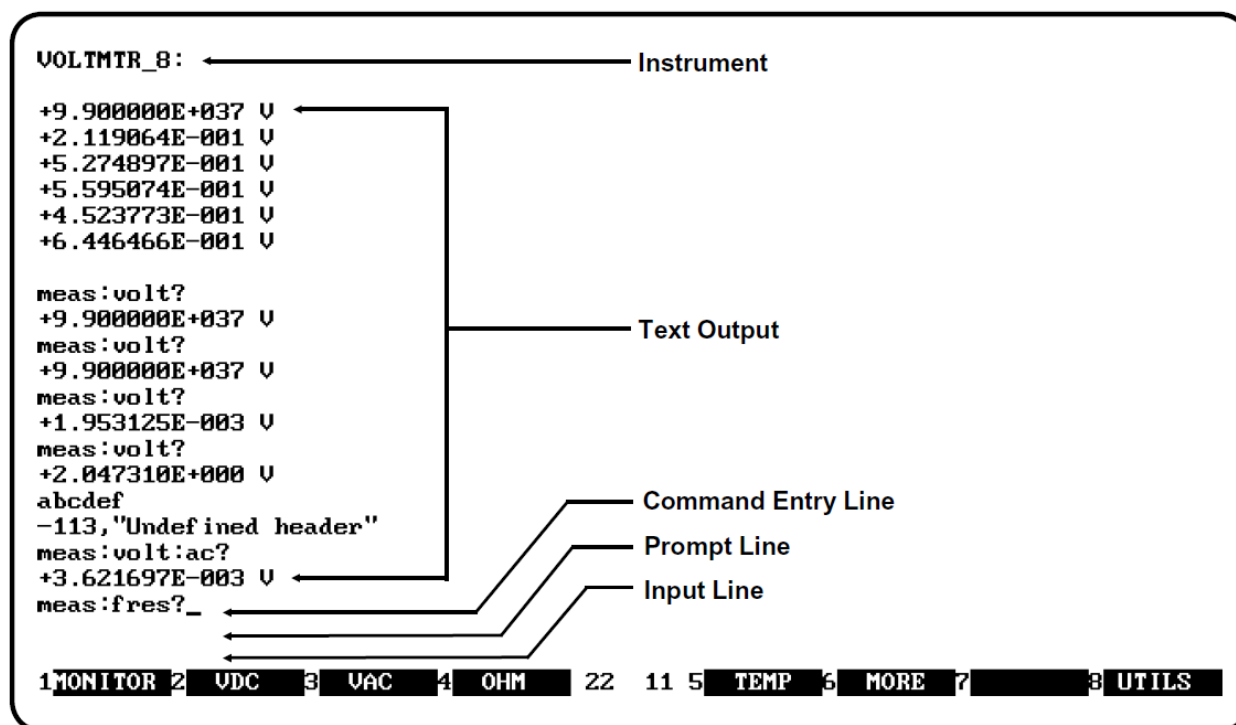 VOLTMTR_8:
Instrument
+9.900000E+037 V
+2.119064E-001 V
+5.274897E-001 V
+5.595074E-001 V
+4.523773E-001 V
+6.446466E-001 V
meas:volt?
+9.900000E+037 V
Text Output
meas:volt?
+9.900000E+037 V
meas:volt?
+1.953125E-003 V
meas:volt?
+2.047310E+000 V
abcdef
Command Entry Line
-113,"Undefined header"
meas:volt:ac?
Prompt Line
+3.621697E-003 V
Input Line
meas:fres?_
1MONITOR 2 VDC 3 VAC 4 OHM 22 11 5 TEMP 6 MORE 7 8 UTILS